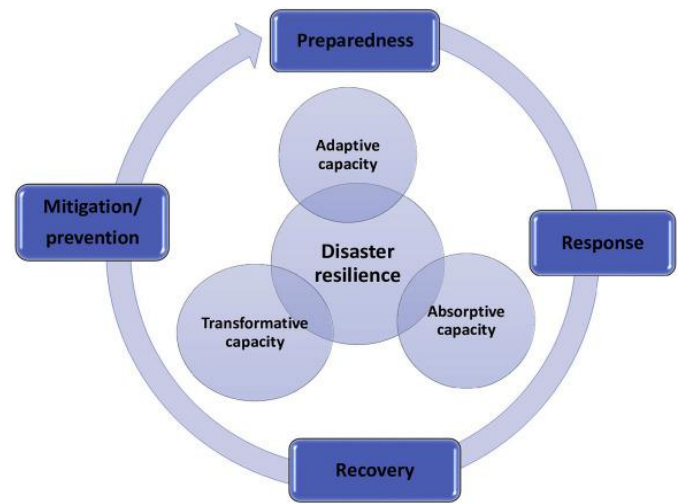 Preparedness
Adaptive
capacity
Mitigation/
prevention
Disaster
resilience
Response
Transformative
capacity
Absorptive
capacity
Recovery